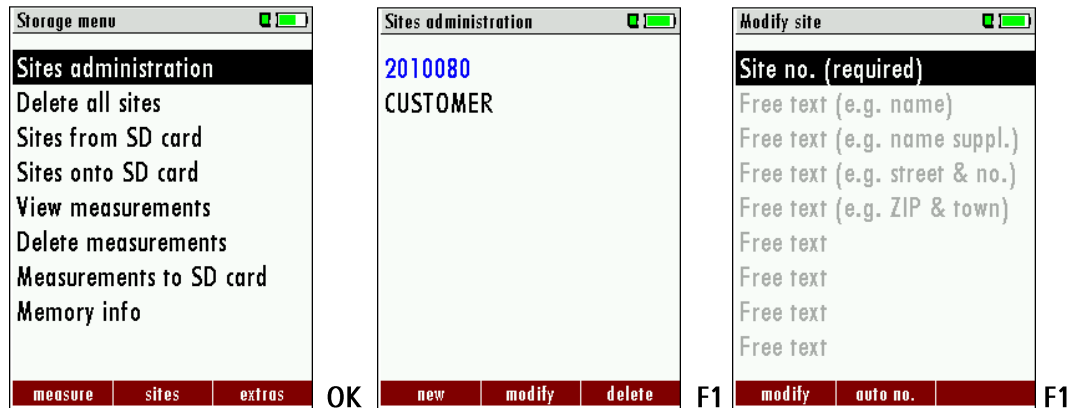 Storage menu
Sites administration
Delete all sites
Sites from SD card
Sites onto SD card
View measurements
Delete measurements
Measurements to SD card
Memory info
measure sites extras
OK
Sites administration
2010080
CUSTOMER
new modify delete
F1
Modify site
Site no. (required)
Free text (e.g. name)
Free text (e.g. name suppl.)
Free text (e.g. street & no.)
Free text (e.g. ZIP & town)
Free text
Free text
Free text
Free text
modify auto no.
F1